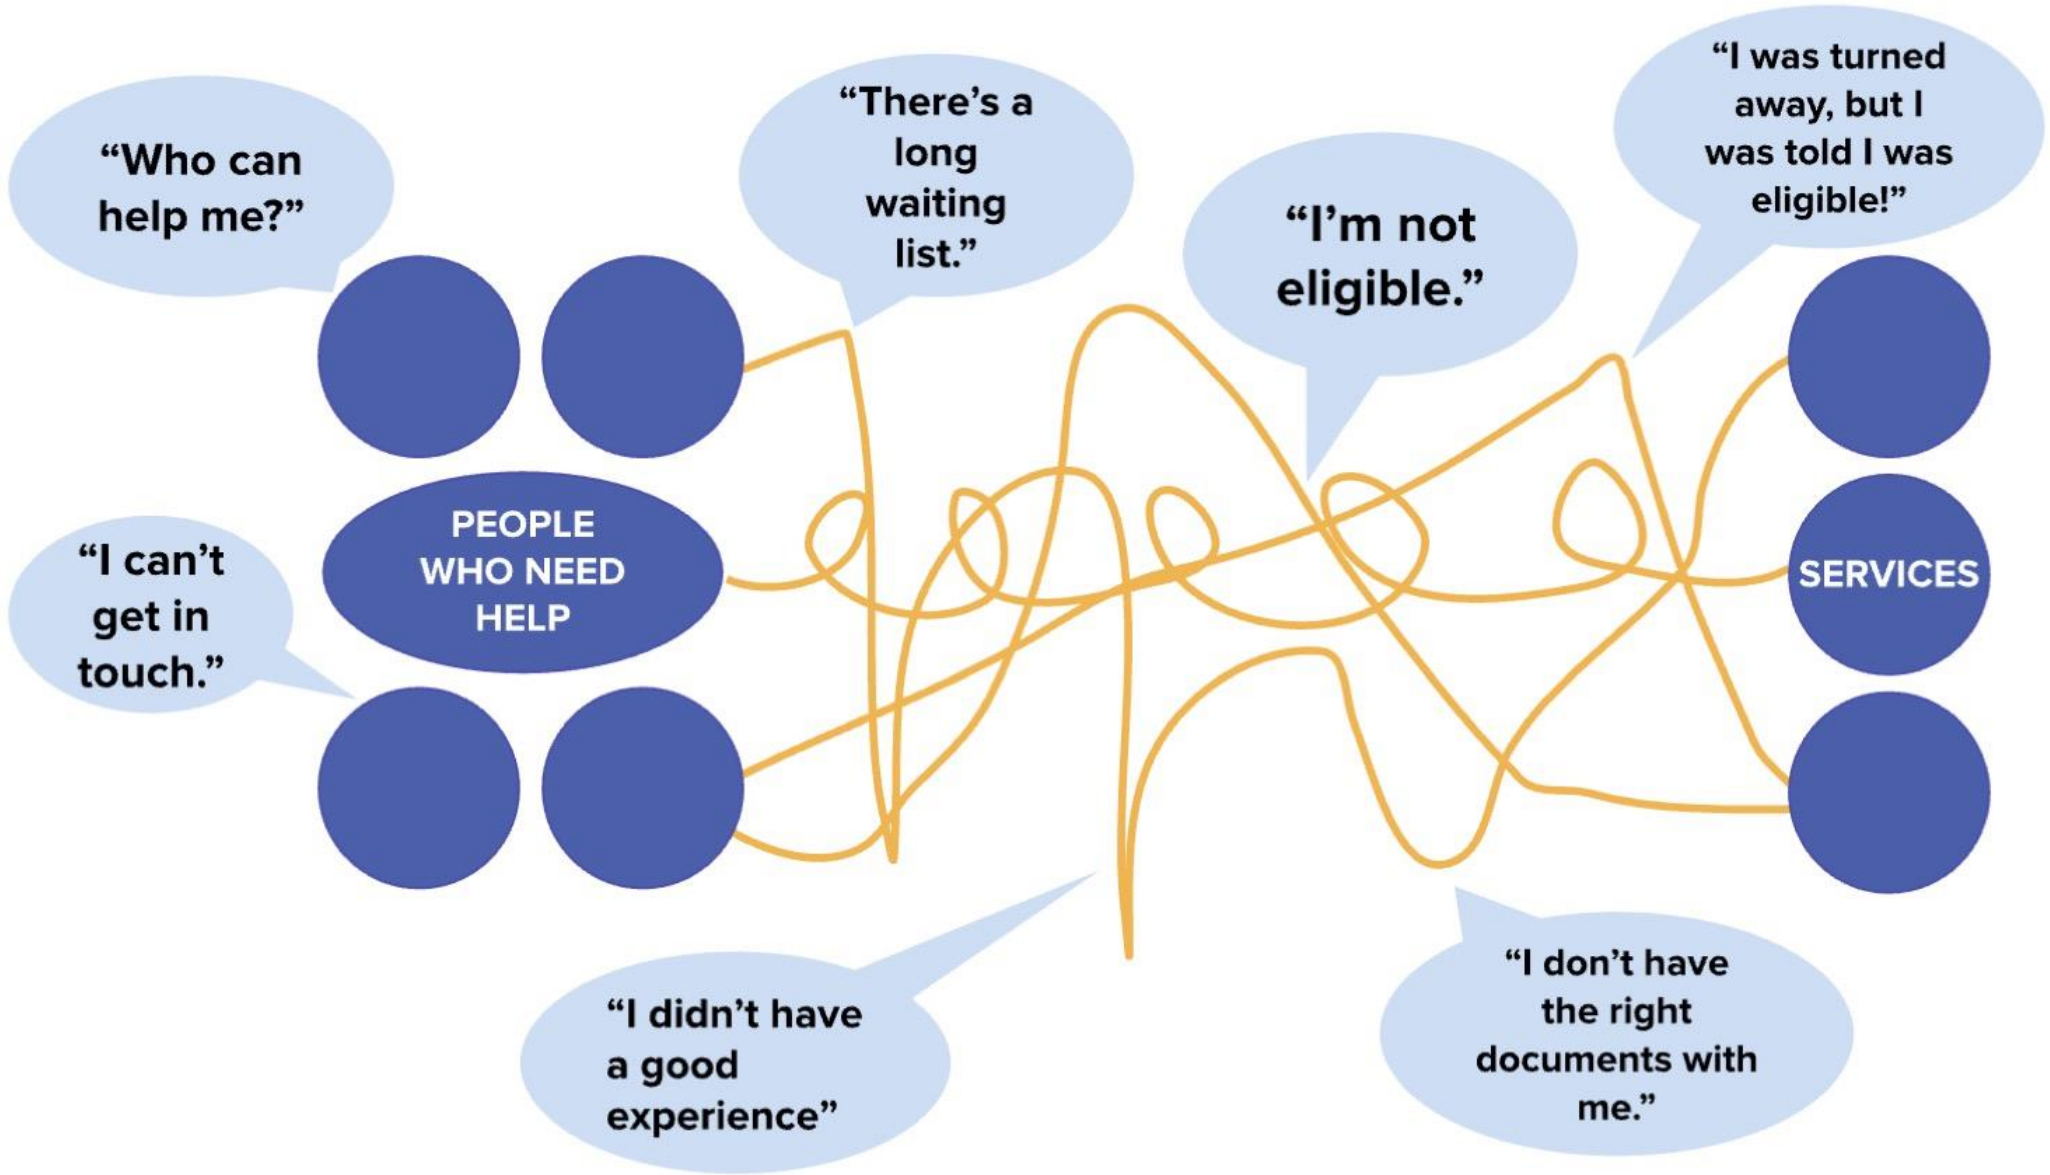 “Who can
help me?”
“There’s a
long
waiting
list.”
“I’m not
eligible.”
“I was turned
away, but I
was told I was
eligible!”
PEOPLE
WHO NEED
HELP
“I can’t
get in
touch.”
SERVICES
“I didn’t have
a good
experience”
“I don’t have
the right
documents with
me.”